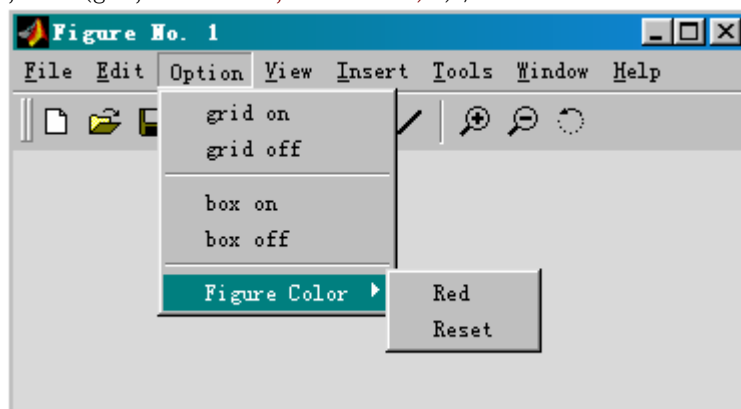 Figure No. 1
File Edit Option View Insert Tools Window Help
grid on
grid off
box on
box off
Figure Color
Red
Reset